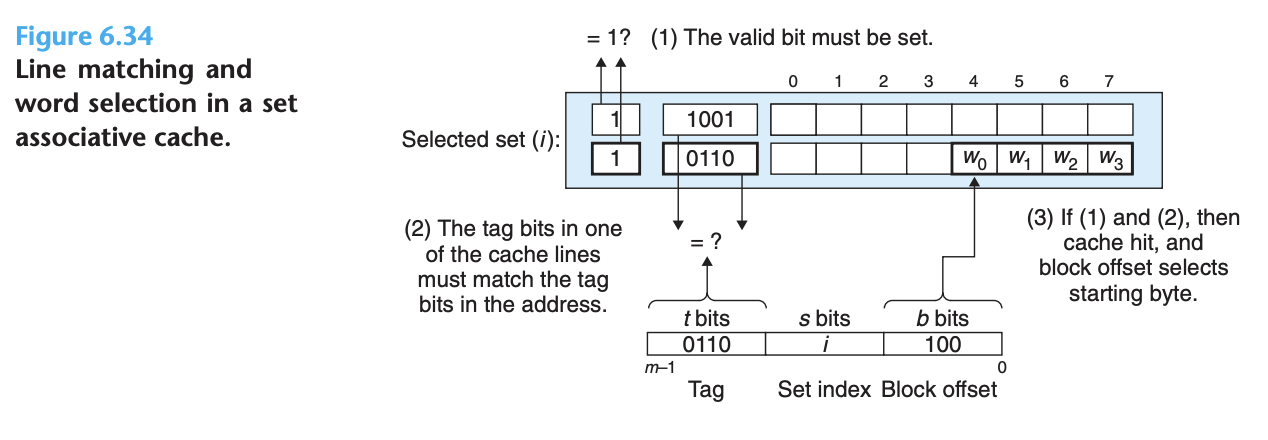 Figure 6.34
Line matching and
word selection in a set
associative cache.
= 1? (1) The valid bit must be set.
0 1 2 3 4 5 6 7
Selected set (i):
1 1001
1 0110 w0 w1 w2 w3
(2) The tag bits in one
of the cache lines
must match the tag
bits in the address.
= ?
(3) If (1) and (2), then
cache hit, and
block offset selects
starting byte.
t bits s bits b bits
0110 i 100
m–1 0
Tag Set index Block offset